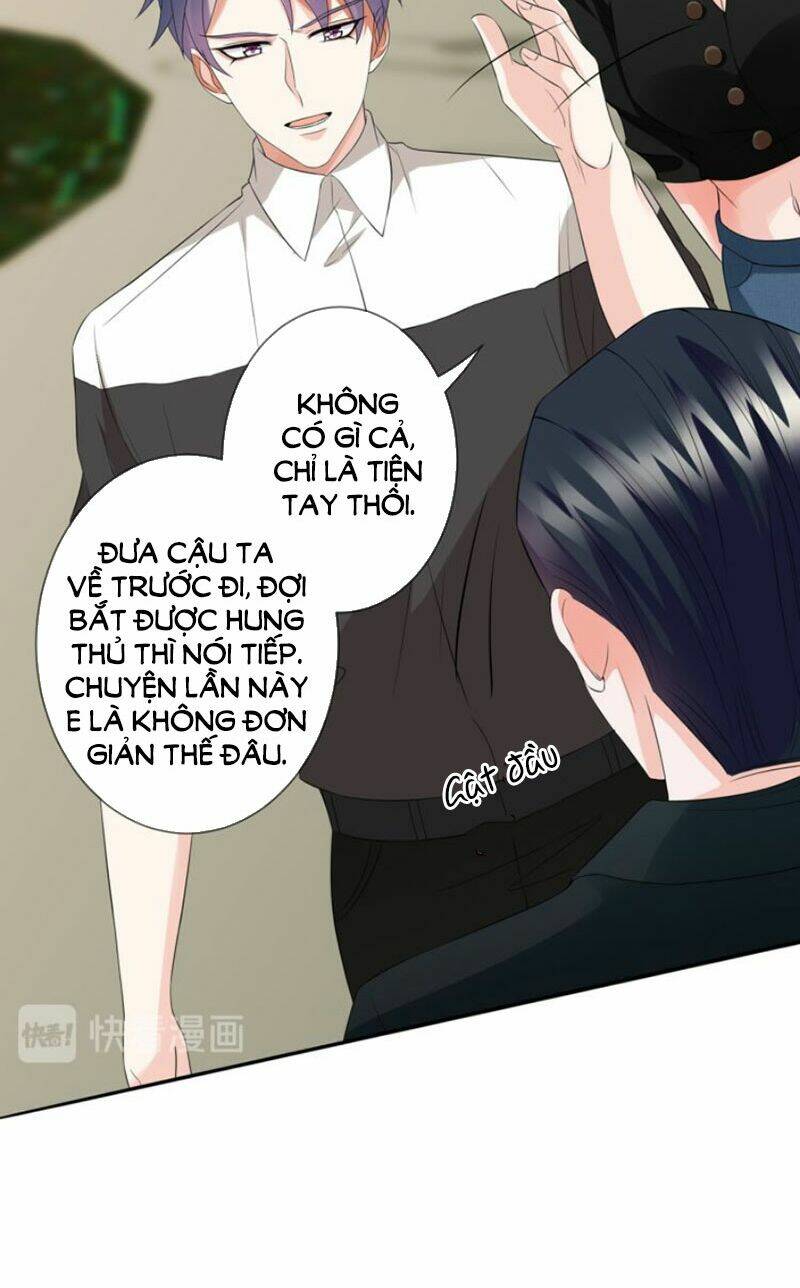 KHÔNG
CÓ GÌ CẢ,
CHỈ LÀ TIỆN
TAY THÔI.
ĐƯA CẬU TA
VỀ TRƯỚC ĐI, ĐỢI
BẮT ĐƯỢC HUNG
THỦ THÌ NÓI TIẾP.
CHUYỆN LẦN NÀY
E LÀ KHÔNG ĐƠN
GIẢN THẾ ĐÂU.
Gật đầu
快看! 快看漫画